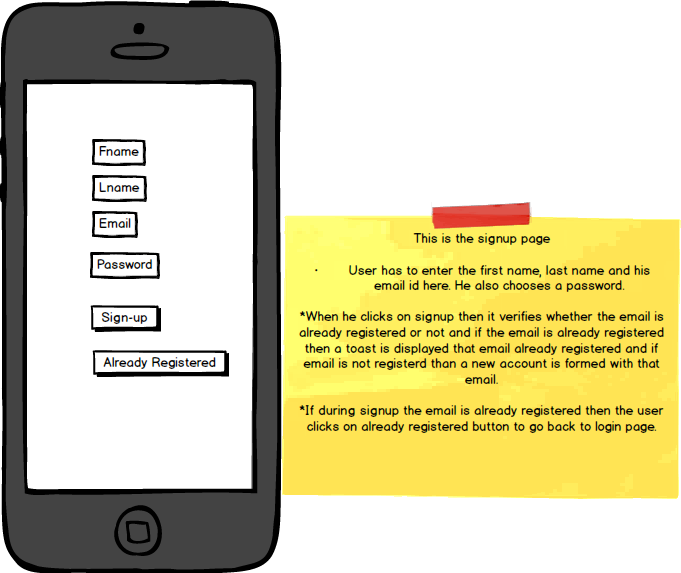 Fname
Lname
Email
Password
Sign-up
Already Registered
This is the signup page
· User has to enter the first name, last name and his
email id here. He also chooses a password.
*When he clicks on signup then it verifies whether the email is
already registered or not and if the email is already registered
then a toast is displayed that email already registered and if
email is not registerd than a new account is formed with that
email.
*If during signup the email is already registered then the user
clicks on already registered button to go back to login page.